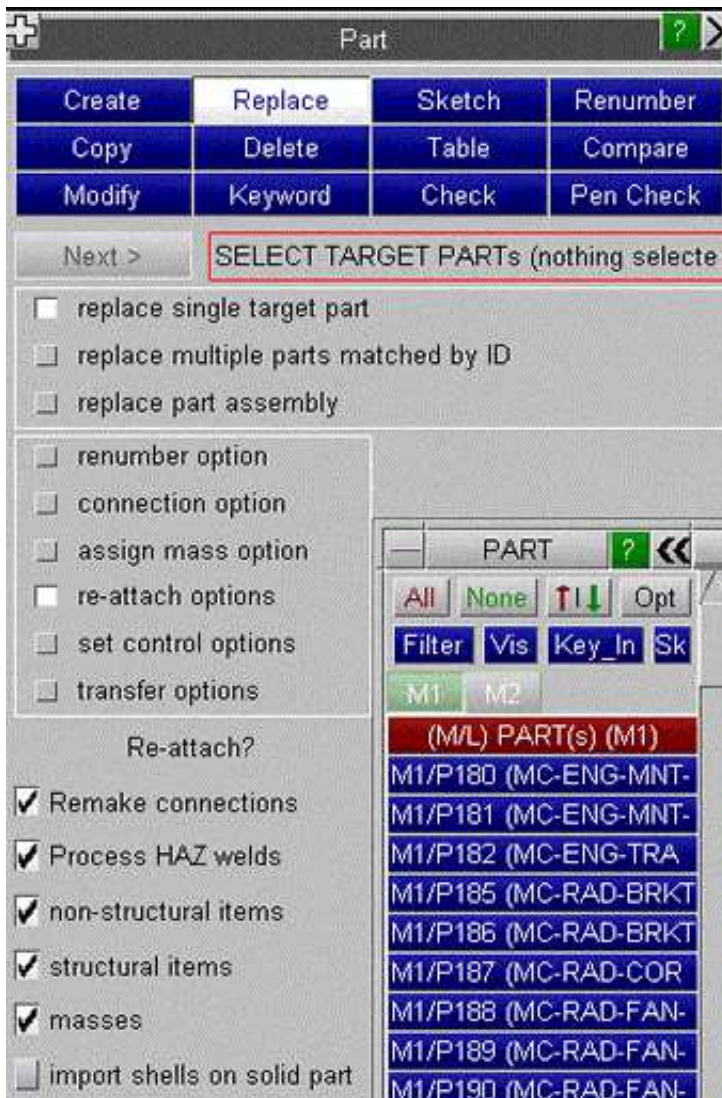 Part ?
Create Replace Sketch Renumber
Copy Delete Table Compare
Modify Keyword Check Pen Check
Next > SELECT TARGET PARTs (nothing selecte
replace single target part
replace multiple parts matched by ID
replace part assembly
renumber option
connection option
assign mass option
re-attach options
set control options
transfer options
Re-attach?
Remake connections
Process HAZ welds
non-structural items
structural items
masses
import shells on solid part
PART ?
All None Opt
Filter Vis Key_In Sk
M1 M2
(M/L) PART(s) (M1)
M1/P180 (MC-ENG-MNT-
M1/P181 (MC-ENG-MNT-
M1/P182 (MC-ENG-TRA
M1/P185 (MC-RAD-BRKT
M1/P186 (MC-RAD-BRKT
M1/P187 (MC-RAD-COR
M1/P188 (MC-RAD-FAN-
M1/P189 (MC-RAD-FAN-
M1/P190 (MC-RAD-FAN-